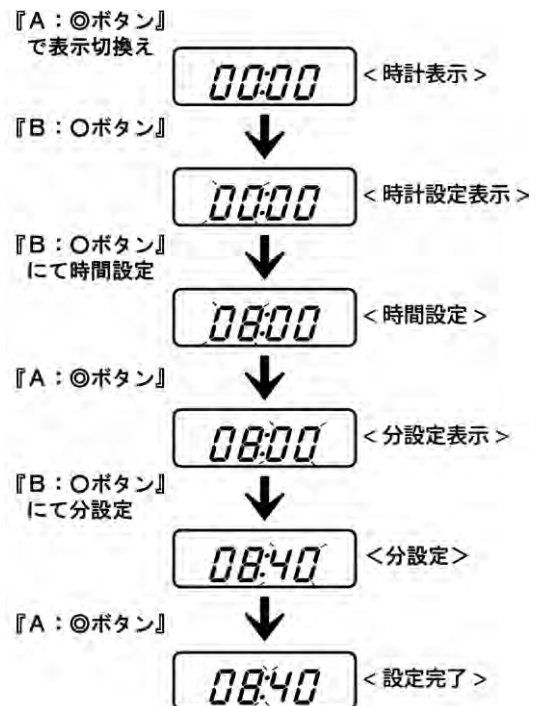 『A：◎ボタン』
で表示切換え
00:00
＜時計表示＞
『B：○ボタン』
00:00
＜時計設定表示＞
『B：○ボタン』
にて時間設定
08:00
＜時間設定＞
『A：◎ボタン』
08:00
＜分設定表示＞
『B：○ボタン』
にて分設定
08:40
＜分設定＞
『A：◎ボタン』
08:40
＜設定完了＞